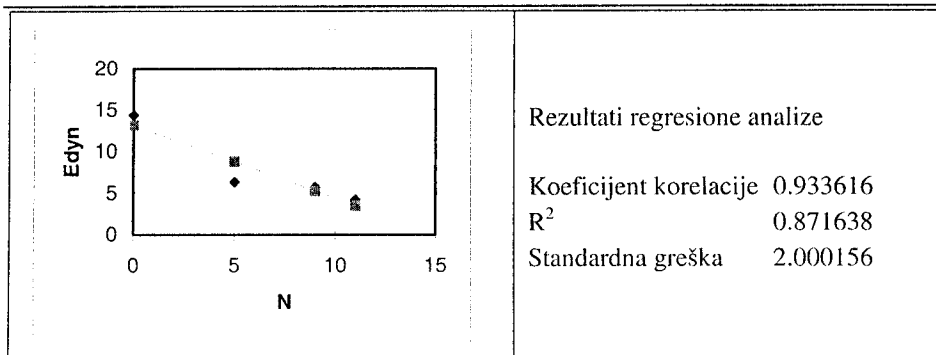 20
15
10
5
0
Edyn
0 5 10 15
N
Rezultati regresione analize
Koeficijent korelacije 0.933616
R² 0.871638
Standardna greška 2.000156